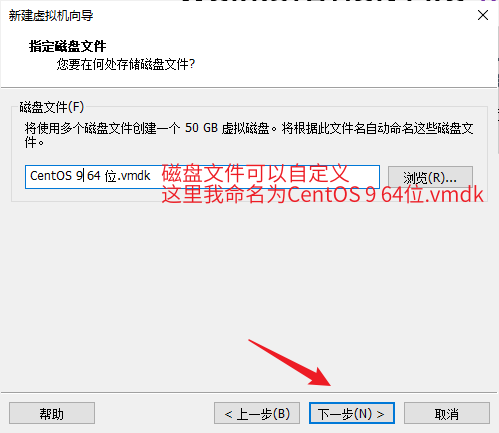 新建虚拟机向导
指定磁盘文件
您要在何处存储磁盘文件?
磁盘文件(F)
将使用多个磁盘文件创建一个 50 GB 虚拟磁盘。将根据此文件名自动命名这些磁盘文
件。
CentOS 9 64 位.vmdk
磁盘文件可以自定义
这里我命名为CentOS 9 64位.vmdk
浏览(R)...
帮助
< 上一步(B)
下一步(N) >
取消